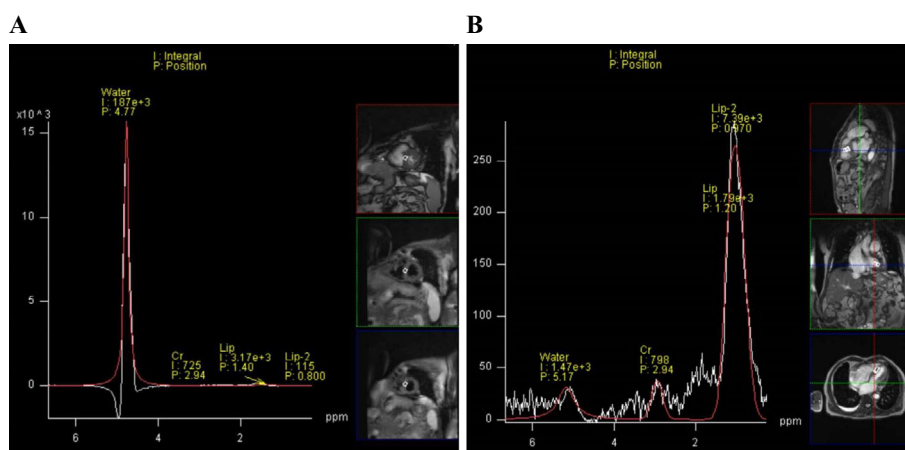 A
B
I : Integral
P: Position
Water
I : 187e+3
P: 4.77
x10^3
15
10
5
0
Cr
I : 725
P: 2.94
Lip
I : 3.17e+3
P: 1.40
Lip-2
I : 115
P: 0.800
ppm
6
4
2
I : Integral
P: Position
Lip-2
I : 7.39e+3
P: 0.970
Lip
I : 1.79e+3
P: 1.20
250
200
150
100
50
0
Water
I : 1.47e+3
P: 5.17
Cr
I : 798
P: 2.94
ppm
6
4
2